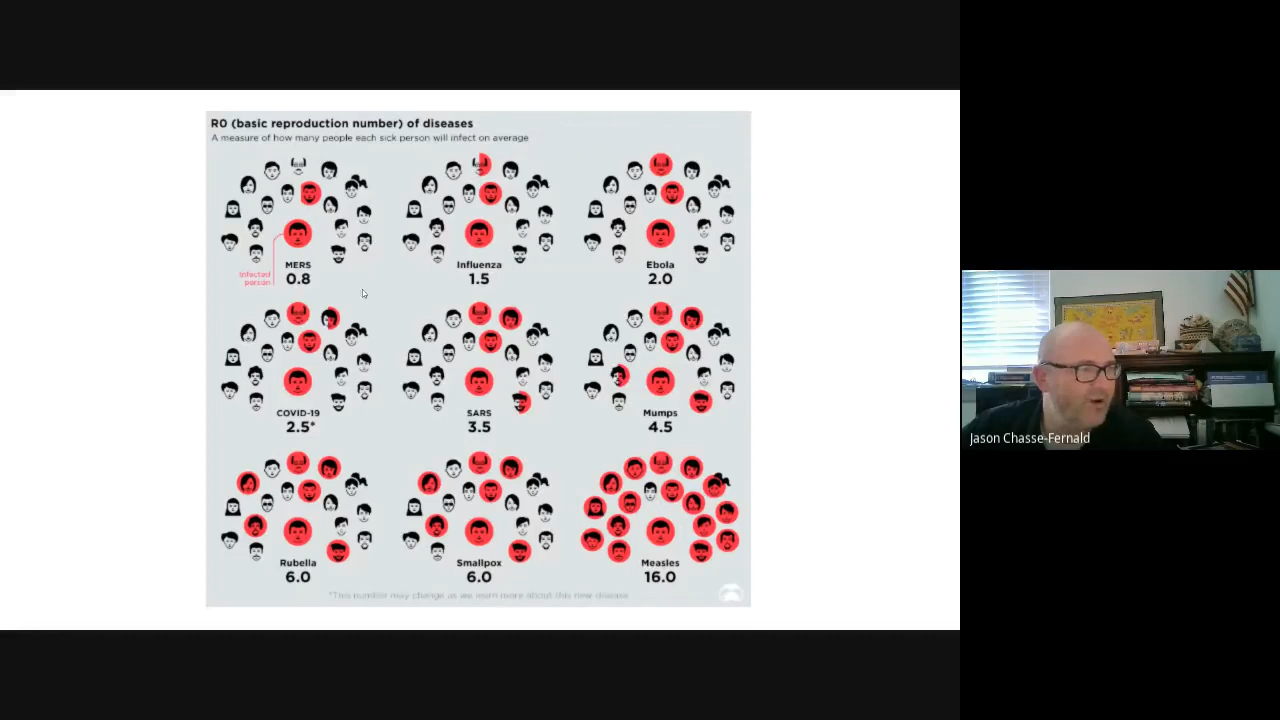 R0 (basic reproduction number) of diseases
A measure of how many people each sick person will infect on average
Infected
person
MERS
0.8
Influenza
1.5
Ebola
2.0
COVID-19
2.5*
SARS
3.5
Mumps
4.5
Rubella
6.0
Smallpox
6.0
Measles
16.0
*This number may change as we learn more about this new disease
Jason Chasse-Fernald